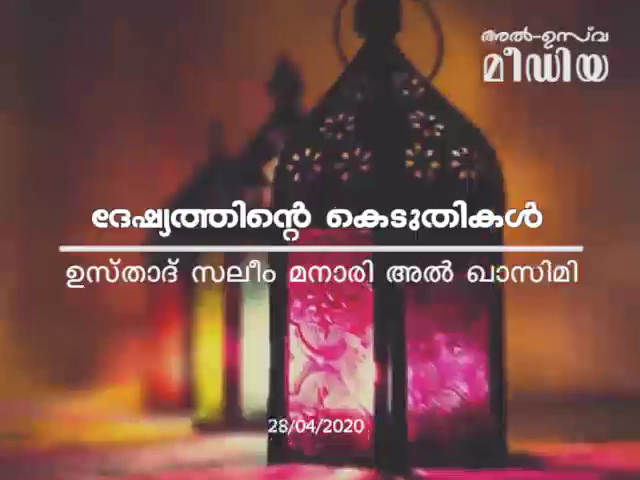 അൽ-ഉസ്‌വ
മീഡിയ
ദേഷ്യത്തിന്റെ കെടുതികൾ
ഉസ്താദ് സലീം മനാരി അൽ ഖാസിമി
28/04/2020